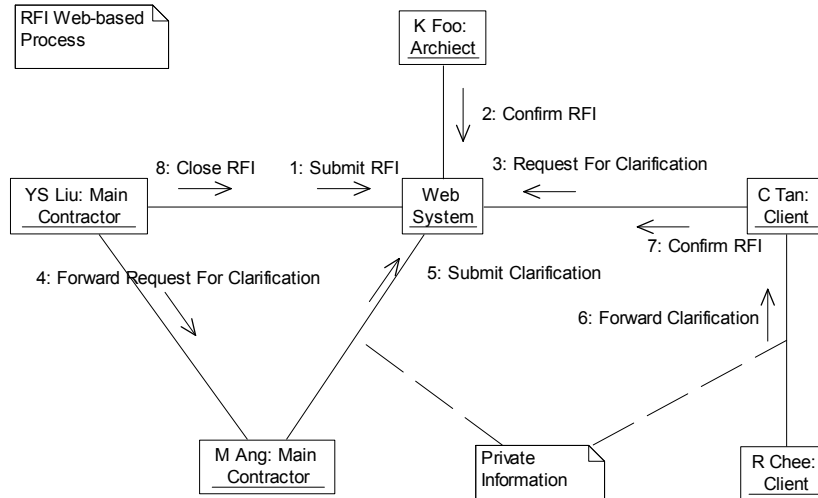 RFI Web-based
Process
K Foo:
Archiect
2: Confirm RFI
8: Close RFI
1: Submit RFI
3: Request For Clarification
YS Liu: Main
Contractor
Web
System
C Tan:
Client
7: Confirm RFI
4: Forward Request For Clarification
5: Submit Clarification
6: Forward Clarification
M Ang: Main
Contractor
Private
Information
R Chee:
Client